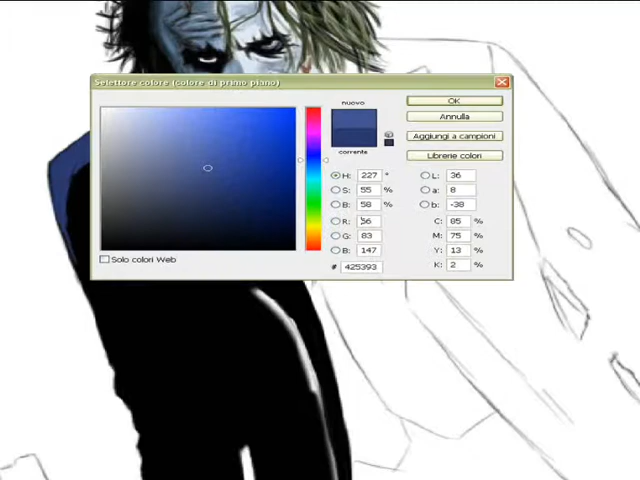 Selettore colore (colore di primo piano)
nuovo
corrente
OK
Annulla
Aggiungi a campioni
Librerie colori
H: 227 °
S: 55 %
B: 58 %
R: 66
G: 83
B: 147
# 425393
L: 36
a: 8
b: -38
C: 85 %
M: 75 %
Y: 13 %
K: 2 %
Solo colori Web